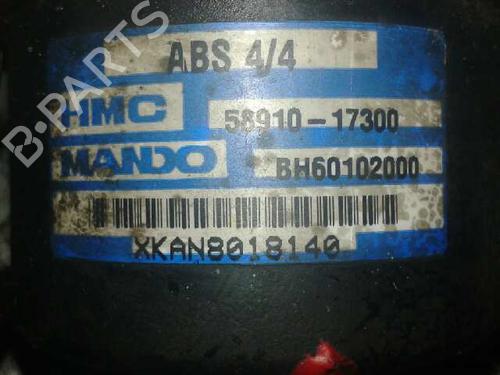 ABS 4/4
HMC 58910-17300
MANDO BH60102000
XKAN8018140
B-PARTS